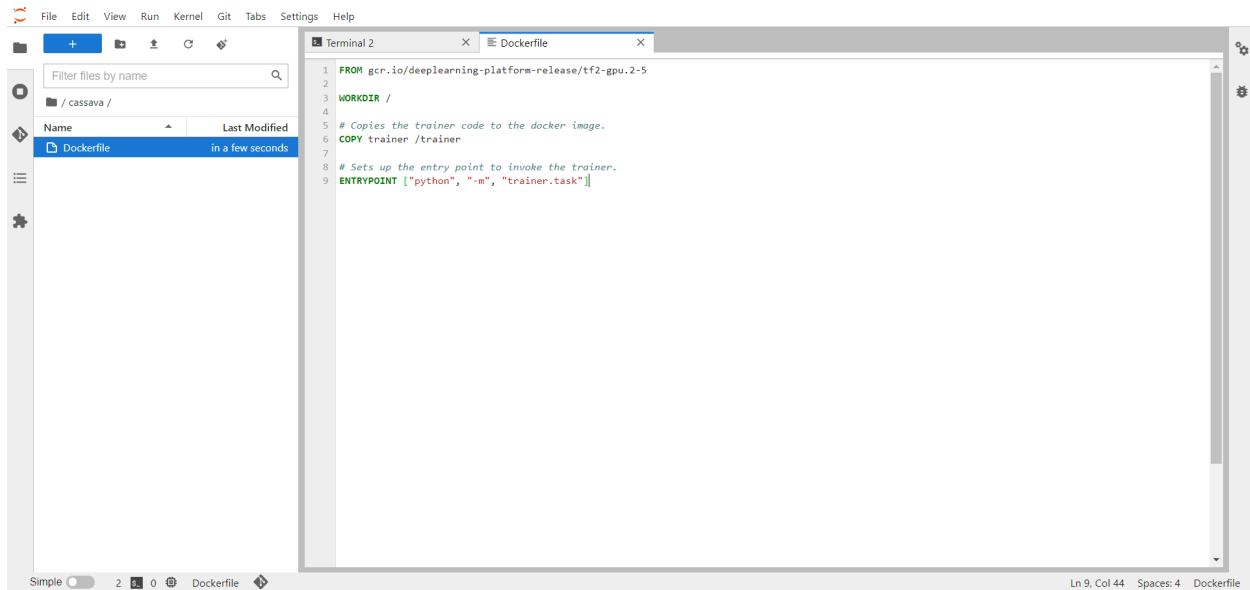 File Edit View Run Kernel Git Tabs Settings Help
+
Filter files by name
/ cassava /
Name Last Modified
Dockerfile in a few seconds
Terminal 2 Dockerfile
1 FROM gcr.io/deeplearning-platform-release/tf2-gpu.2-5
2
3 WORKDIR /
4
5 # Copies the trainer code to the docker image.
6 COPY trainer /trainer
7
8 # Sets up the entry point to invoke the trainer.
9 ENTRYPOINT ["python", "-m", "trainer.task"]
Simple 2 $_ 0 Dockerfile Ln 9, Col 44 Spaces: 4 Dockerfile